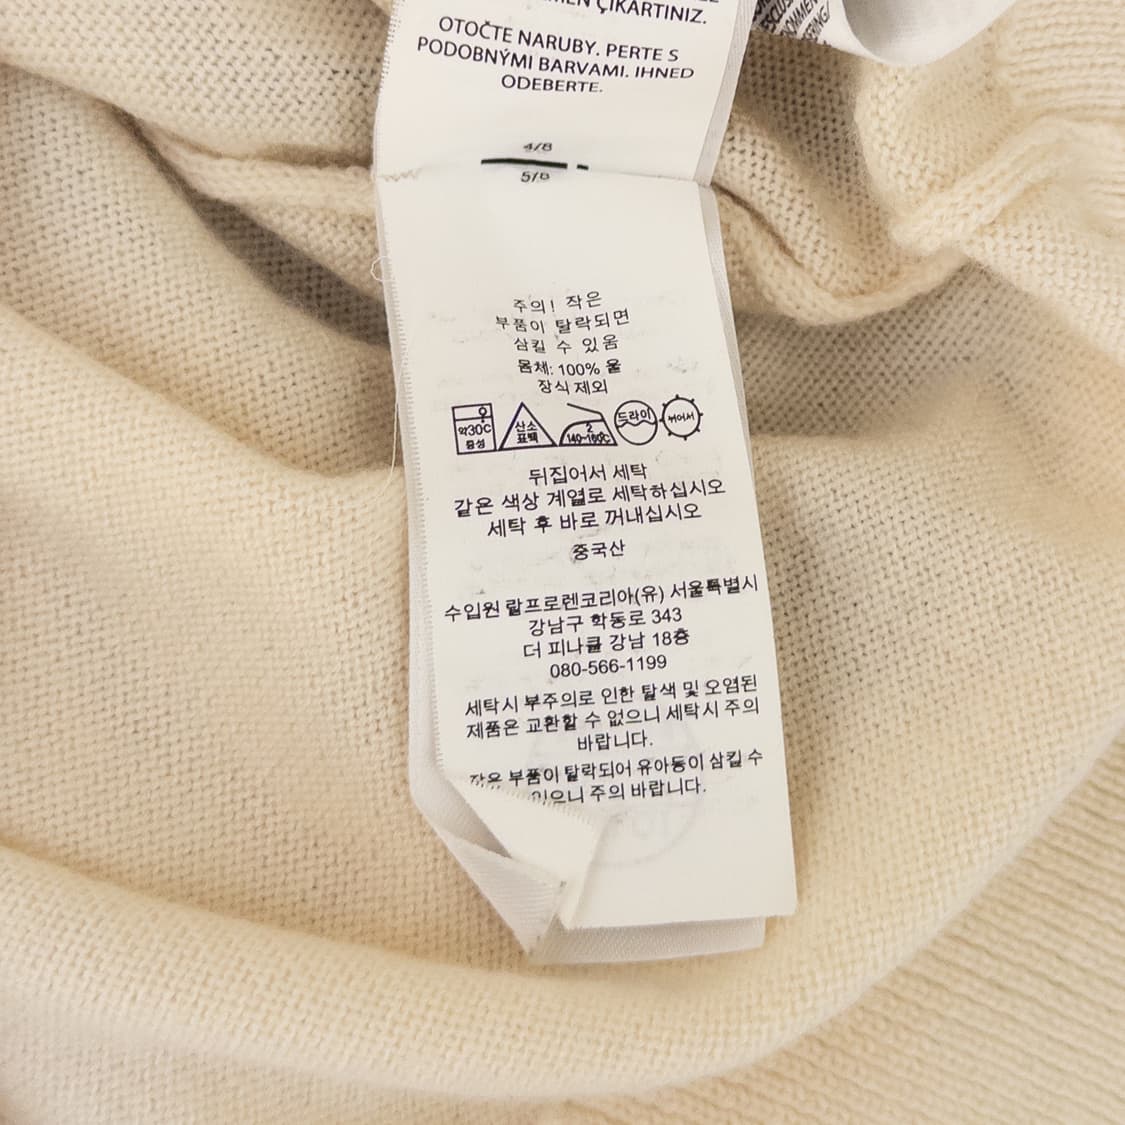 ÇIKARTINIZ.
OTOČTE NARUBY. PERTE S
PODOBNÝMI BARVAMI. IHNED
ODEBERTE.
4/8
5/8
주의! 작은
부품이 탈락되면
삼킬 수 있움
몸체: 100% 울
장식 제외
약30℃
중성
산소
표백
2
140~160℃
드라이
뉘어서
뒤집어서 세탁
같은 색상 계열로 세탁하십시오
세탁 후 바로 꺼내십시오
중국산
수입원 랄프로렌코리아(유) 서울특별시
강남구 학동로 343
더 피나클 강남 18층
080-566-1199
세탁시 부주의로 인한 탈색 및 오염된
제품은 교환할 수 없으니 세탁시 주의
바랍니다.
작은 부품이 탈락되어 유아동이 삼킬 수
있으니 주의 바랍니다.